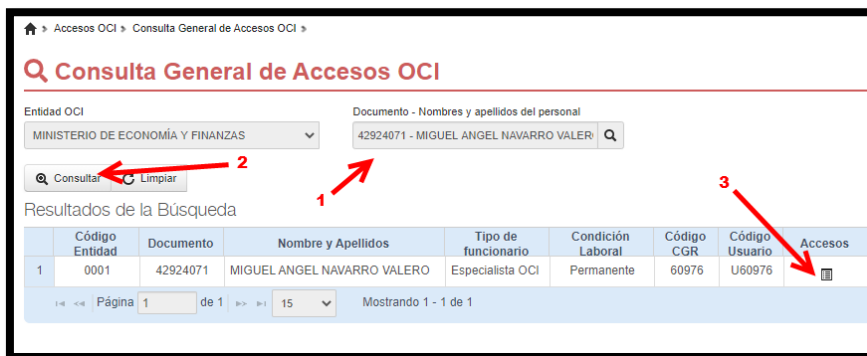 Accesos OCI > Consulta General de Accesos OCI >
Consulta General de Accesos OCI
Entidad OCI Documento - Nombres y apellidos del personal
MINISTERIO DE ECONOMÍA Y FINANZAS 42924071 - MIGUEL ANGEL NAVARRO VALER
2
Consultar Limpiar
1
3
Resultados de la Búsqueda
Código Entidad Documento Nombre y Apellidos Tipo de funcionario Condición Laboral Código CGR Código Usuario Accesos
1 0001 42924071 MIGUEL ANGEL NAVARRO VALERO Especialista OCI Permanente 60976 U60976
Página 1 de 1 15 Mostrando 1 - 1 de 1